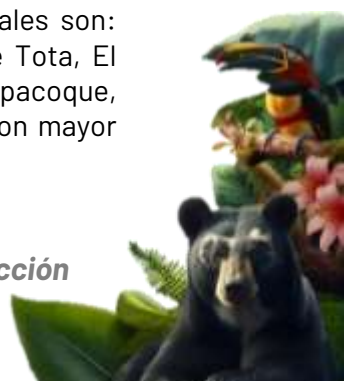 ales son:
Tota, El
pacoque,
on mayor
cción